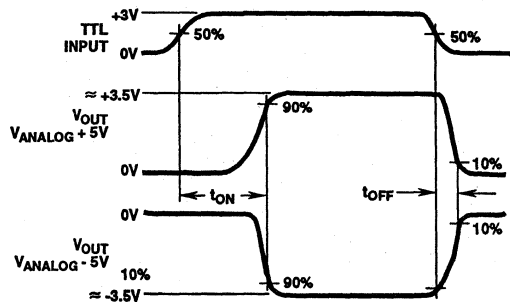 +3V
TTL
INPUT
50%
50%
0V
≈ +3.5V
90%
VOUT
VANALOG + 5V
10%
0V
tON
tOFF
0V
10%
VOUT
VANALOG - 5V
10%
90%
≈ -3.5V